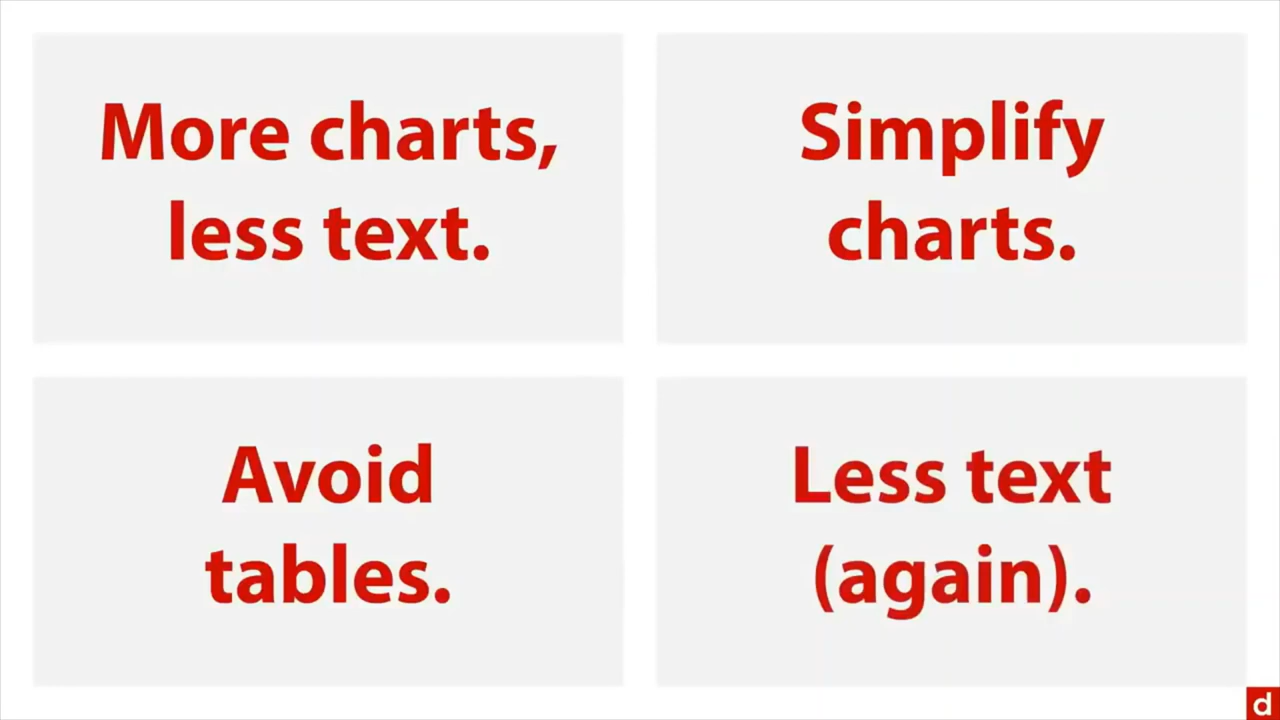 More charts,
less text.
Simplify
charts.
Avoid
tables.
Less text
(again).
d